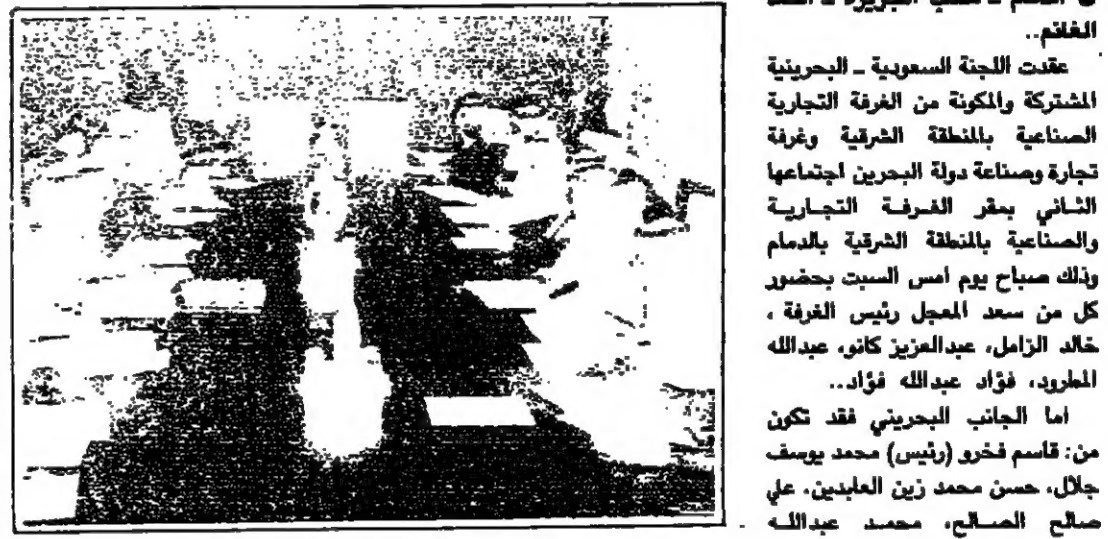 الغانم..
عقدت اللجنة السعودية ـ البحرينية
المشتركة والمكونة من الغرفة التجارية
الصناعية بالمنطقة الشرقية وغرفة
تجارة وصناعة دولة البحرين اجتماعها
الثاني بمقر الغرفة التجارية
والصناعية بالمنطقة الشرقية بالدمام
وذلك صباح يوم امس السبت بحضور
كل من سعد المعجل رئيس الغرفة ،
خالد الزامل، عبدالعزيز كانو، عبدالله
المطرود، فؤاد عبدالله فؤاد..
اما الجانب البحريني فقد تكون
من: قاسم فخرو (رئيس) محمد يوسف
جلال، حسن محمد زين العابدين، علي
صالح الصالح، محمد عبدالله